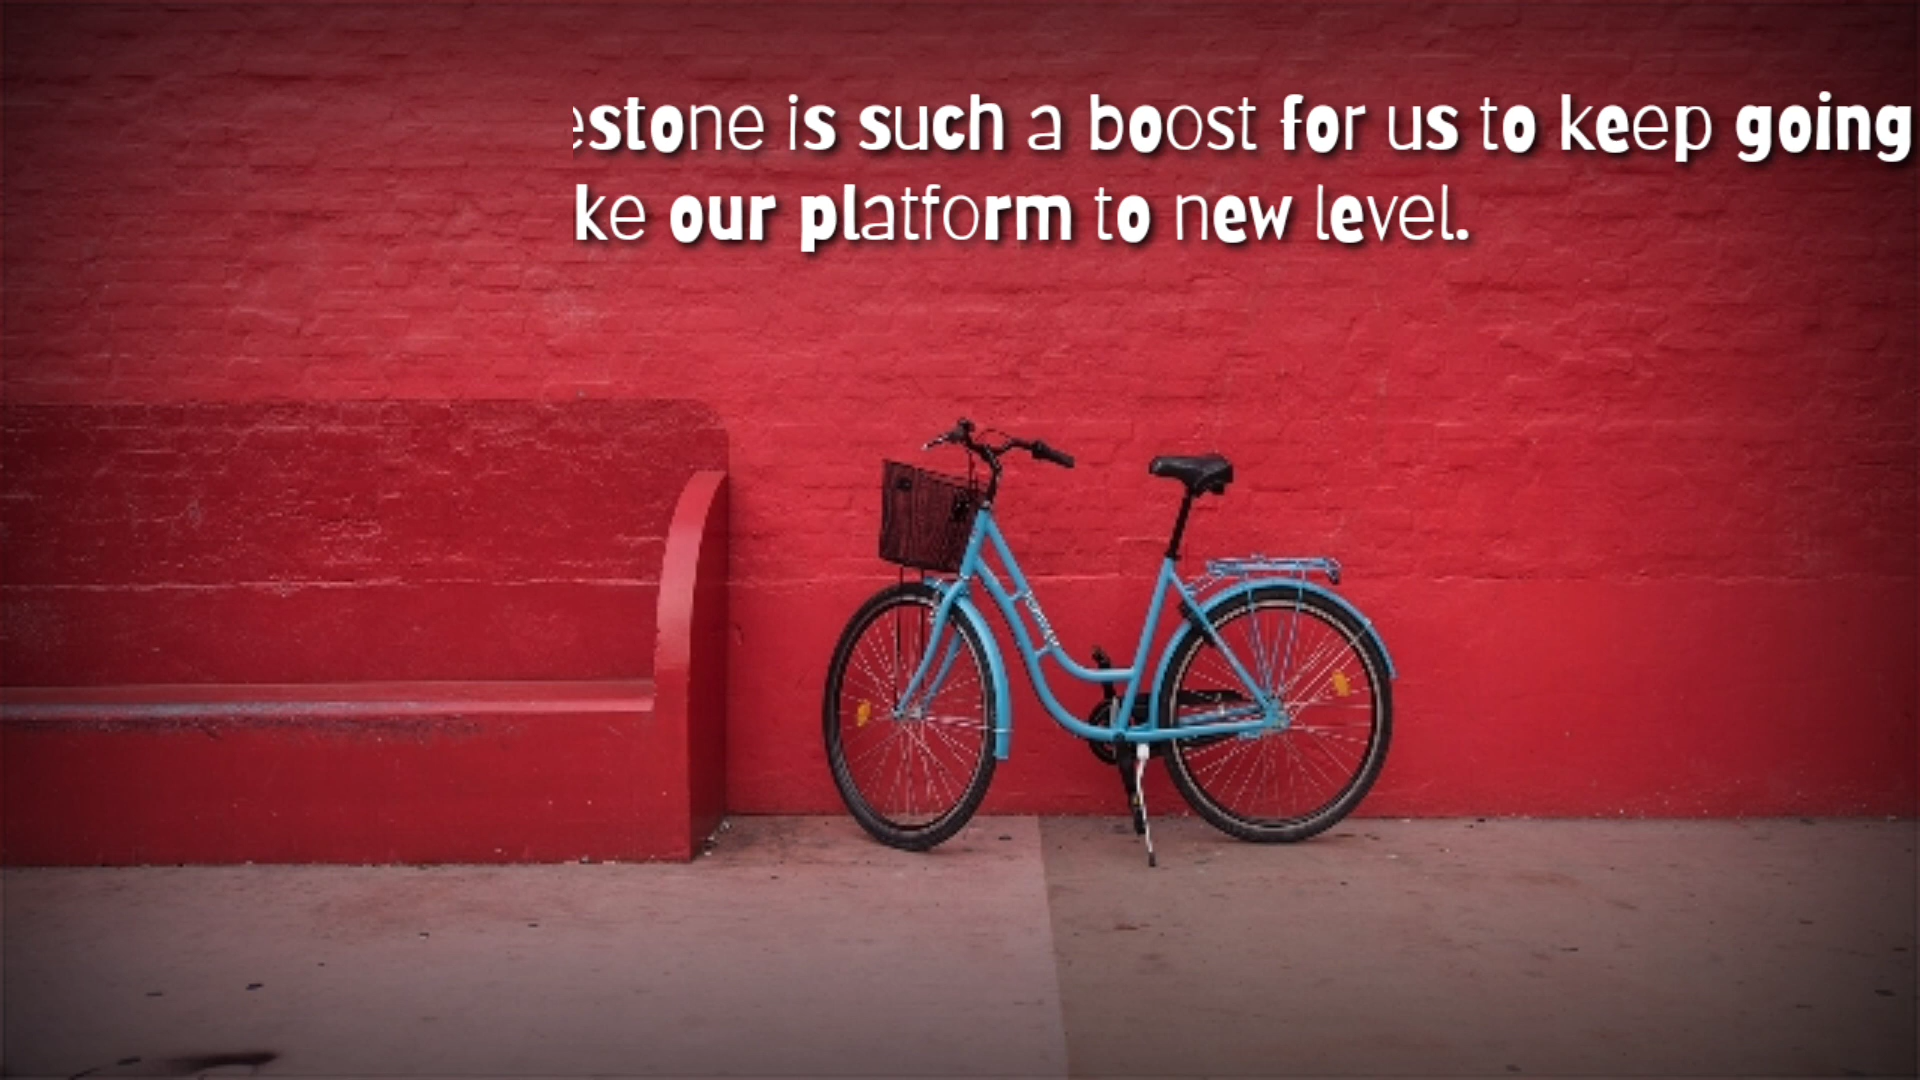 estone is such a boost for us to keep going
ke our platform to new level.